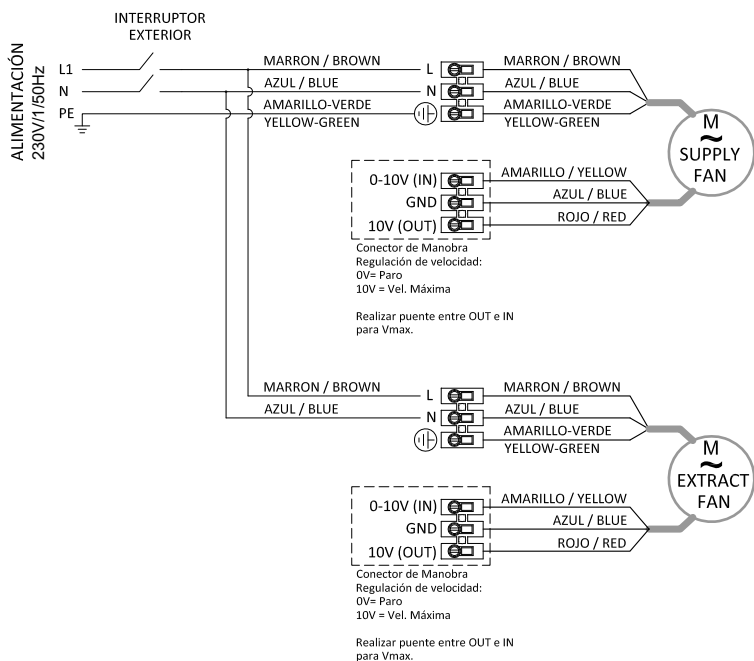 INTERRUPTOR
EXTERIOR
ALIMENTACIÓN
230V/1/50Hz
L1
N
PE
MARRON / BROWN
AZUL / BLUE
AMARILLO-VERDE
YELLOW-GREEN
L
N
MARRON / BROWN
AZUL / BLUE
AMARILLO-VERDE
YELLOW-GREEN
M
~
SUPPLY
FAN
0-10V (IN)
GND
10V (OUT)
AMARILLO / YELLOW
AZUL / BLUE
ROJO / RED
Conector de Manobra
Regulación de velocidad:
0V= Paro
10V = Vel. Máxima
Realizar puente entre OUT e IN
para Vmax.
MARRON / BROWN
AZUL / BLUE
L
N
MARRON / BROWN
AZUL / BLUE
AMARILLO-VERDE
YELLOW-GREEN
M
~
EXTRACT
FAN
0-10V (IN)
GND
10V (OUT)
AMARILLO / YELLOW
AZUL / BLUE
ROJO / RED
Conector de Manobra
Regulación de velocidad:
0V= Paro
10V = Vel. Máxima
Realizar puente entre OUT e IN
para Vmax.